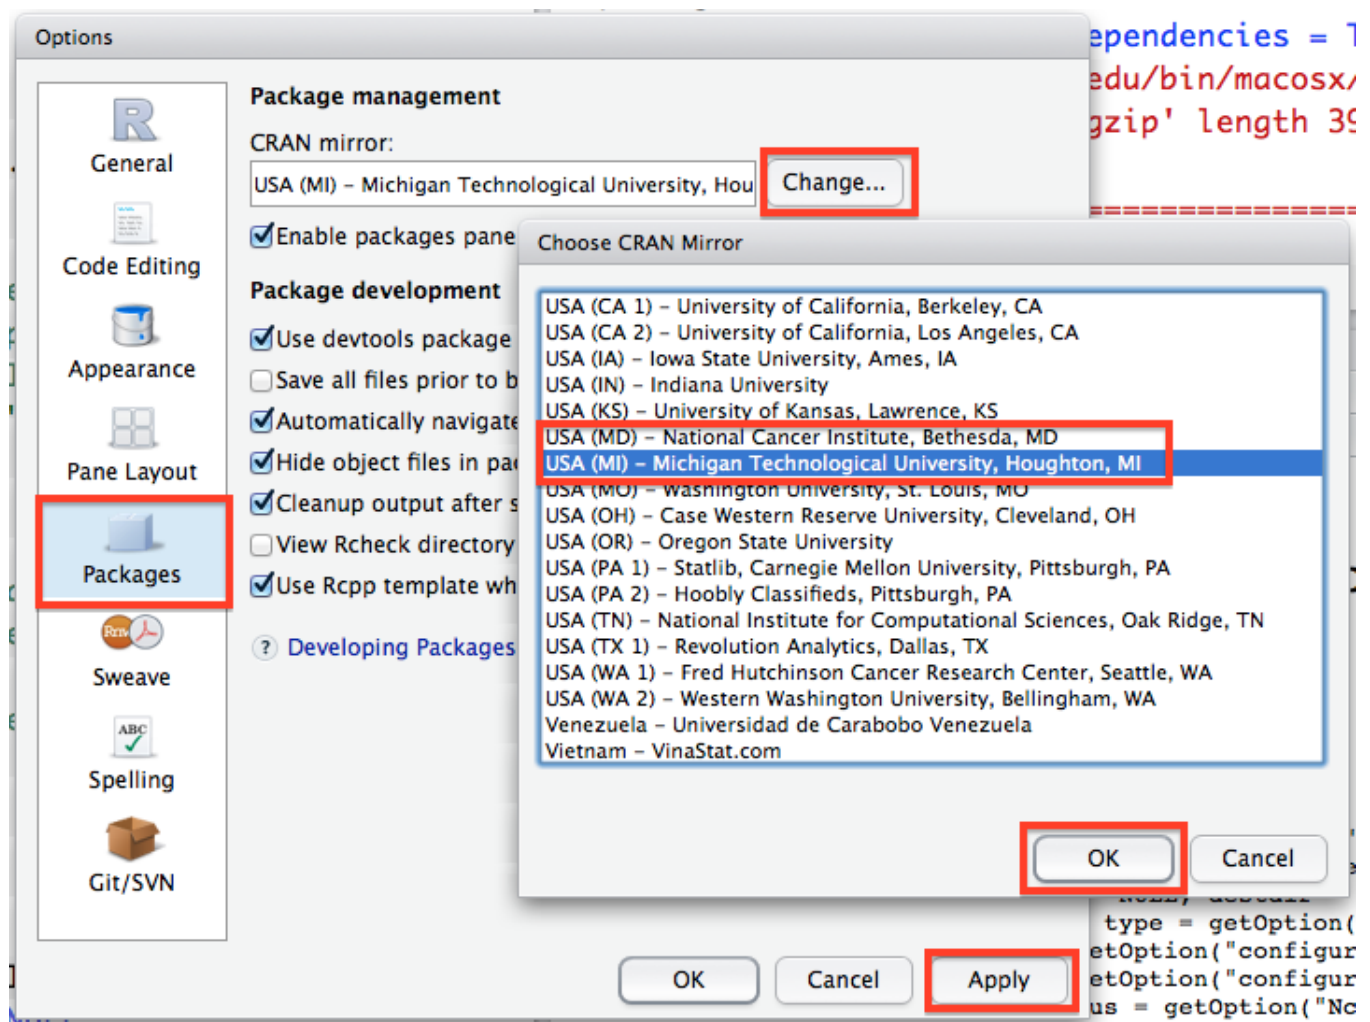 Options
ependencies = T
edu/bin/macosx/
gzip' length 39
General
Code Editing
Appearance
Pane Layout
Packages
Sweave
ABC
Spelling
Git/SVN
Package management
CRAN mirror:
USA (MI) – Michigan Technological University, Hou
Change...
Enable packages pane
Package development
Use devtools package
Save all files prior to b
Automatically navigate
Hide object files in pac
Cleanup output after s
View Rcheck directory
Use Rcpp template wh
? Developing Packages
Choose CRAN Mirror
USA (CA 1) – University of California, Berkeley, CA
USA (CA 2) – University of California, Los Angeles, CA
USA (IA) – Iowa State University, Ames, IA
USA (IN) – Indiana University
USA (KS) – University of Kansas, Lawrence, KS
USA (MD) – National Cancer Institute, Bethesda, MD
USA (MI) – Michigan Technological University, Houghton, MI
USA (MO) – Washington University, St. Louis, MO
USA (OH) – Case Western Reserve University, Cleveland, OH
USA (OR) – Oregon State University
USA (PA 1) – Statlib, Carnegie Mellon University, Pittsburgh, PA
USA (PA 2) – Hoobly Classifieds, Pittsburgh, PA
USA (TN) – National Institute for Computational Sciences, Oak Ridge, TN
USA (TX 1) – Revolution Analytics, Dallas, TX
USA (WA 1) – Fred Hutchinson Cancer Research Center, Seattle, WA
USA (WA 2) – Western Washington University, Bellingham, WA
Venezuela – Universidad de Carabobo Venezuela
Vietnam – VinaStat.com
OK
Cancel
type = getOption(
etOption("configur
etOption("configur
us = getOption("Nc
OK
Cancel
Apply